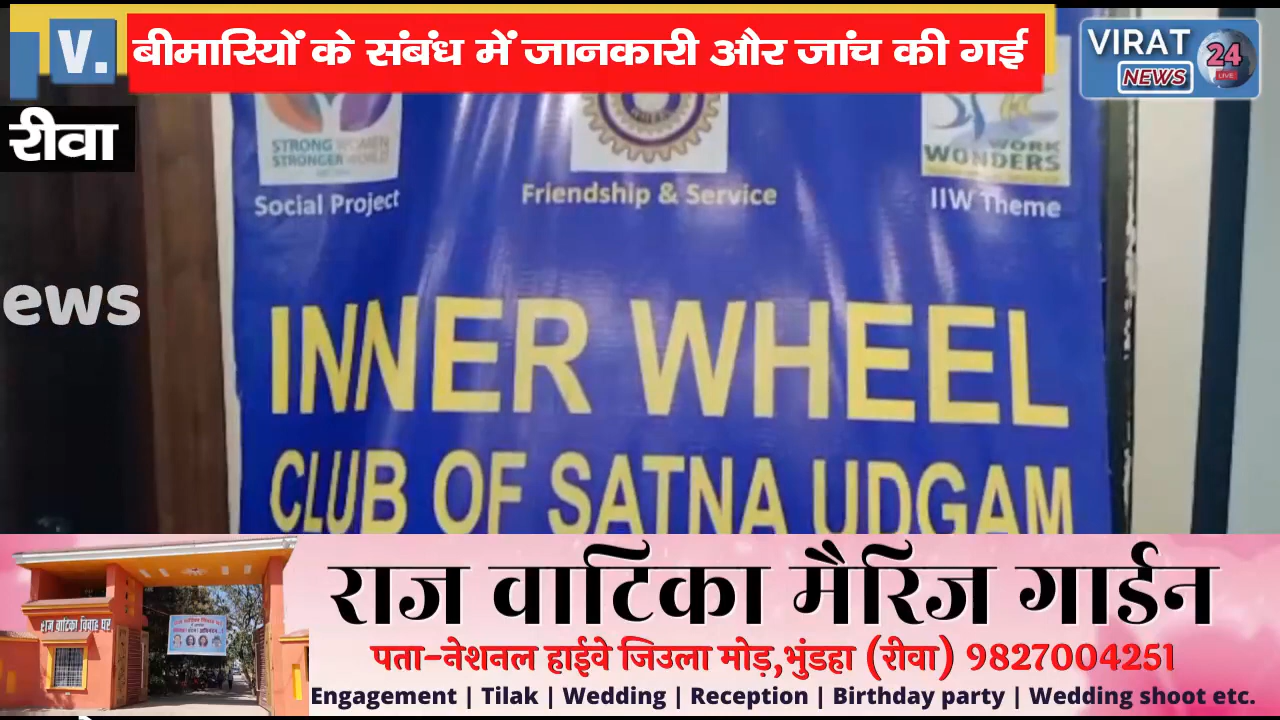 V.
बीमारियों के संबंध में जानकारी और जांच की गई
VIRAT
NEWS
24
LIVE
रीवा
ews
STRONG WOMEN
STRONGER WORLD
Social Project
Friendship & Service
WORK
WONDERS
IIW Theme
INNER WHEEL
CLUB OF SATNA UDGAM
राज वाटिका विवाह घर
राज वाटिका मैरिज गार्डन
पता-नेशनल हाईवे जिउला मोड़,भुंडहा (रीवा) 9827004251
Engagement | Tilak | Wedding | Reception | Birthday party | Wedding shoot etc.